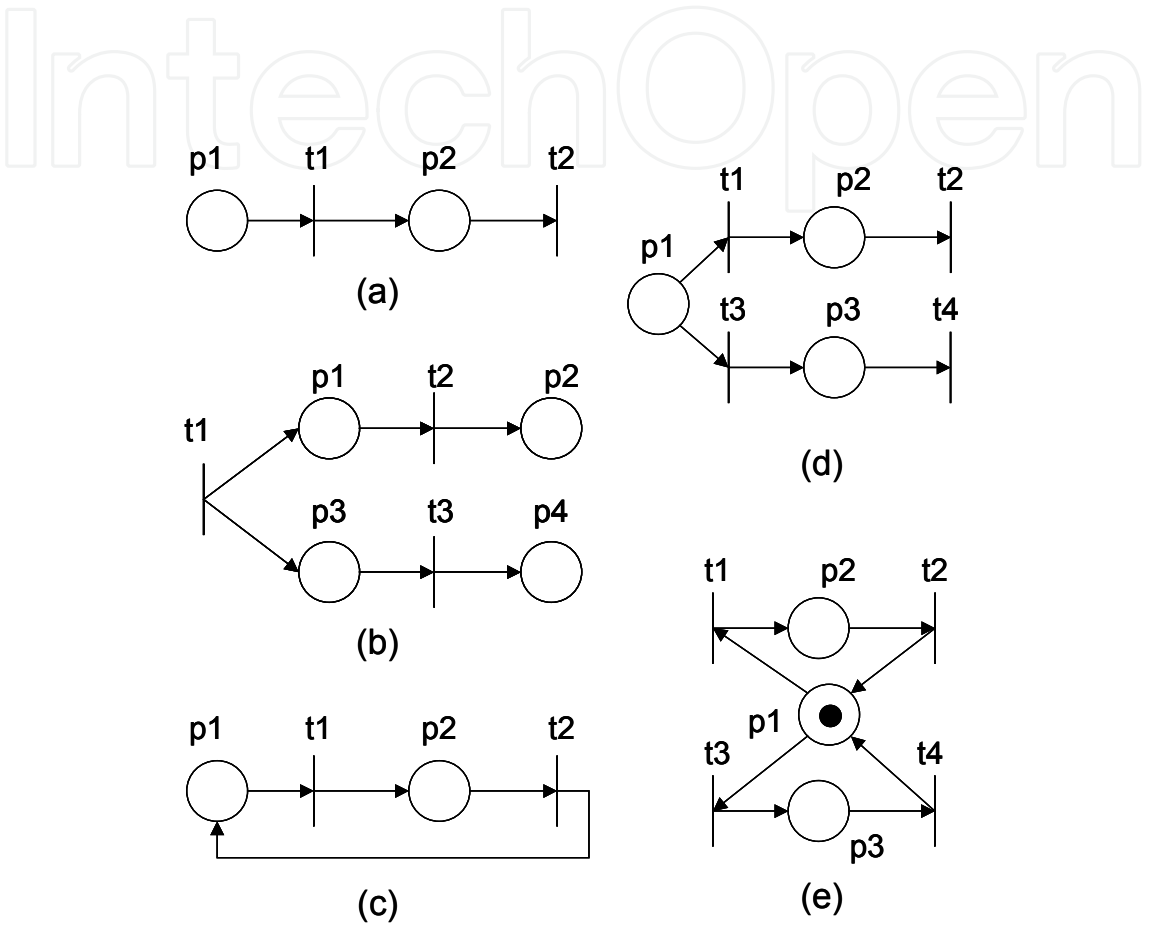 IntechOpen
p1 t1 p2 t2
(a)
t1 p2 t2
p1
t3 p3 t4
(d)
p1 t2 p2
t1
p3 t3 p4
(b)
t1 p2 t2
p1
t3 t4
p3
(e)
p1 t1 p2 t2
(c)